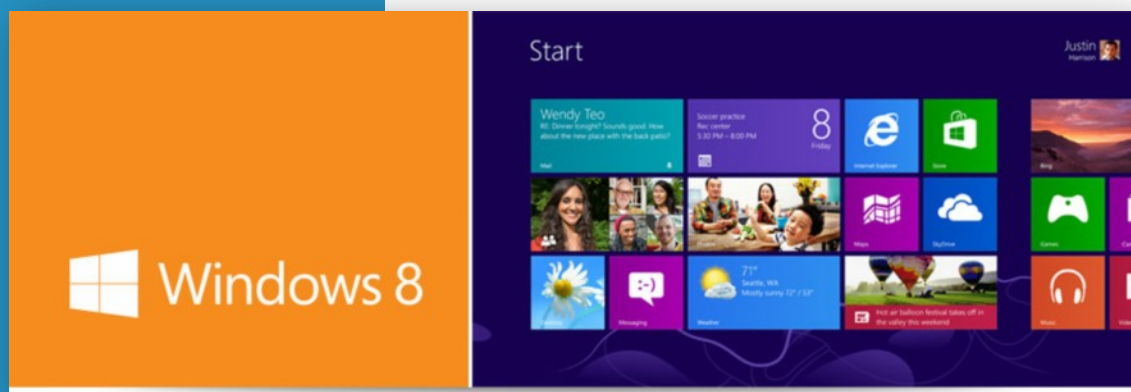 Windows 8
Start
Justin
Harrison
Wendy Teo
RE: Dinner tonight? Sounds good. How
about the new place with the back patio?
Mail
8
Soccer practice
Rec center
5:30 PM – 8:00 PM
8
Friday
Internet Explorer
Store
Bing
Maps
SkyDrive
Games
Messaging
71°
Seattle, WA
Mostly sunny 72° / 53°
Weather
Hot air balloon festival takes off in
the valley this weekend
Music